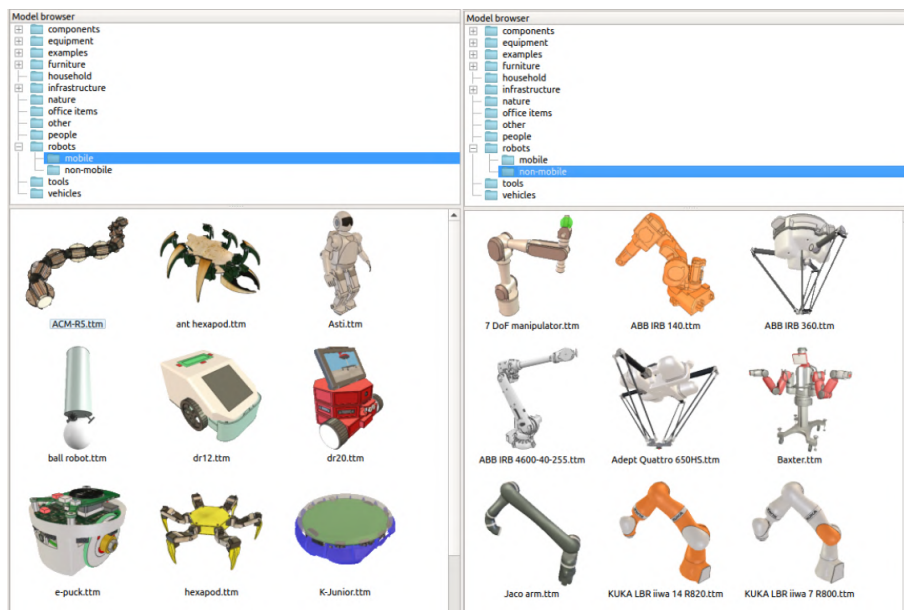 Model browser
components
equipment
examples
furniture
household
infrastructure
nature
office items
other
people
robots
mobile
non-mobile
tools
vehicles
ACM-R5.ttm ant hexapod.ttm Asti.ttm
ball robot.ttm dr12.ttm dr20.ttm
e-puck.ttm hexapod.ttm K-Junior.ttm
Model browser
components
equipment
examples
furniture
household
infrastructure
nature
office items
other
people
robots
mobile
non-mobile
tools
vehicles
7 DoF manipulator.ttm ABB IRB 140.ttm ABB IRB 360.ttm
ABB IRB 4600-40-255.ttm Adept Quattro 650HS.ttm Baxter.ttm
Jaco arm.ttm KUKA LBR iiwa 14 R820.ttm KUKA LBR iiwa 7 R800.ttm